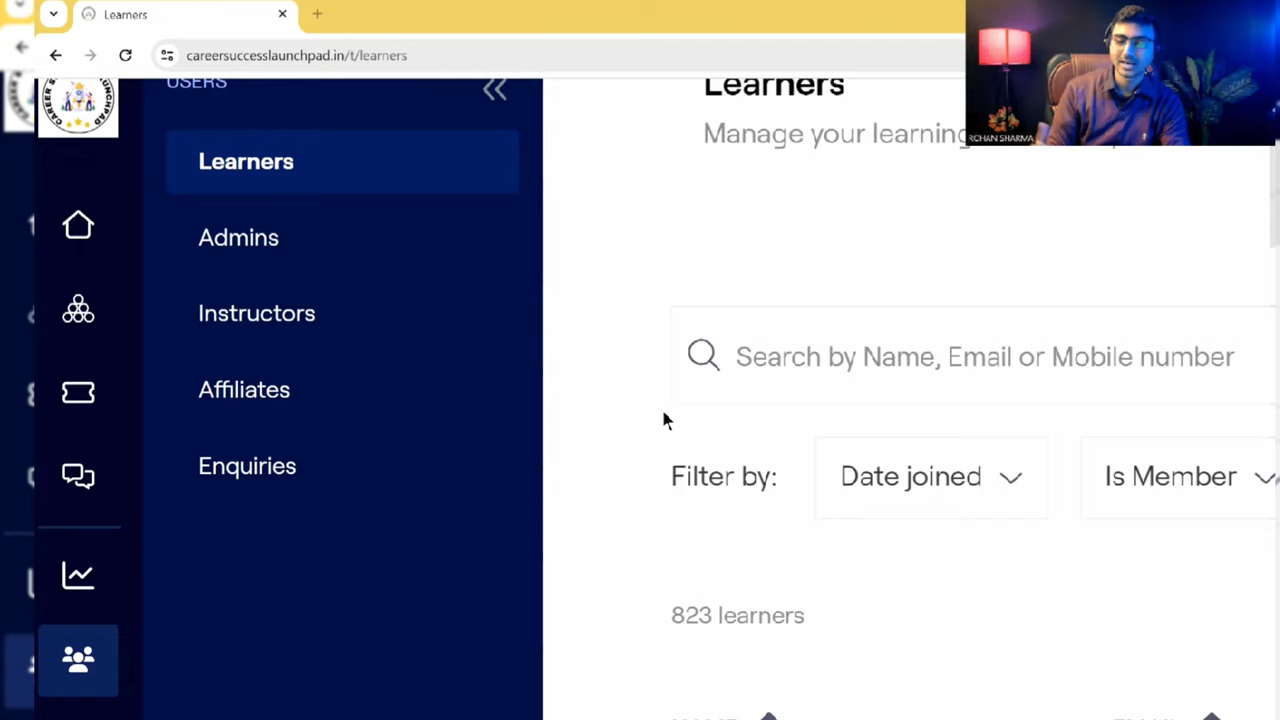 Learners
careersuccesslaunchpad.in/t/learners
USERS
Learners
Admins
Instructors
Affiliates
Enquiries
Learners
Manage your learning
Search by Name, Email or Mobile number
Filter by:
Date joined
Is Member
823 learners